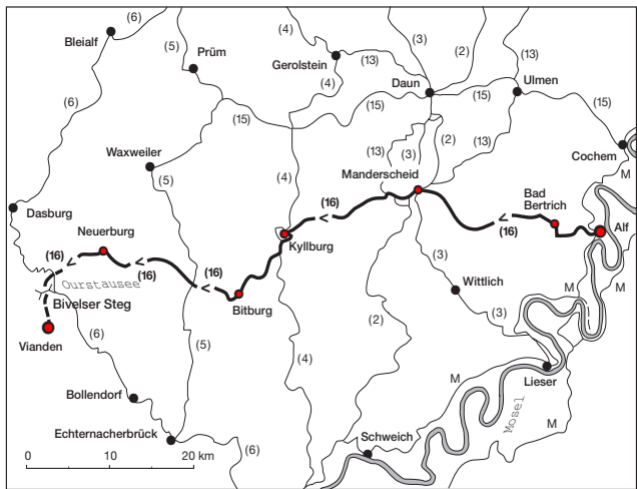 (6)
Bleialf
(5)
Prüm
(4)
Gerolstein
(13)
(3)
(2)
(13)
Daun
Ulmen
(4)
(6)
(15)
(15)
(15)
(15)
Cochem
M
Waxweiler
(5)
(13)
(3)
(2)
(13)
Manderscheid
(4)
Dasburg
Neuerburg
(16)
Kyllburg
Bad
Bertrich
(16)
Alf
(16)
(16)
(16)
Ourstausee
Bivelser Steg
Bitburg
(3)
Wittlich
M
M
Vianden
(6)
(5)
(2)
(3)
(4)
Lieser
M
Bollendorf
Mosel
M
Echternacherbrück
(6)
Schweich
0 10 20 km